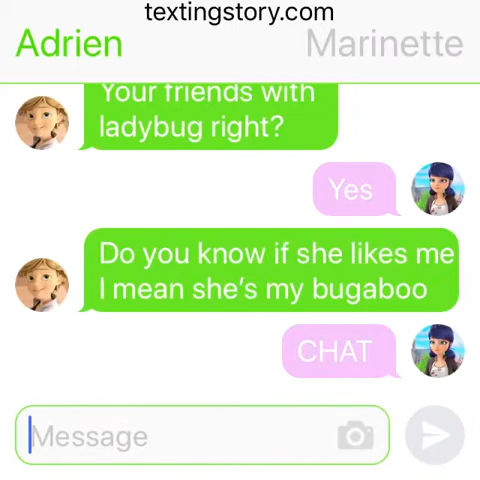 textingstory.com
Adrien
Marinette
Your friends with
ladybug right?
Yes
Do you know if she likes me
I mean she's my bugaboo
CHAT
Message